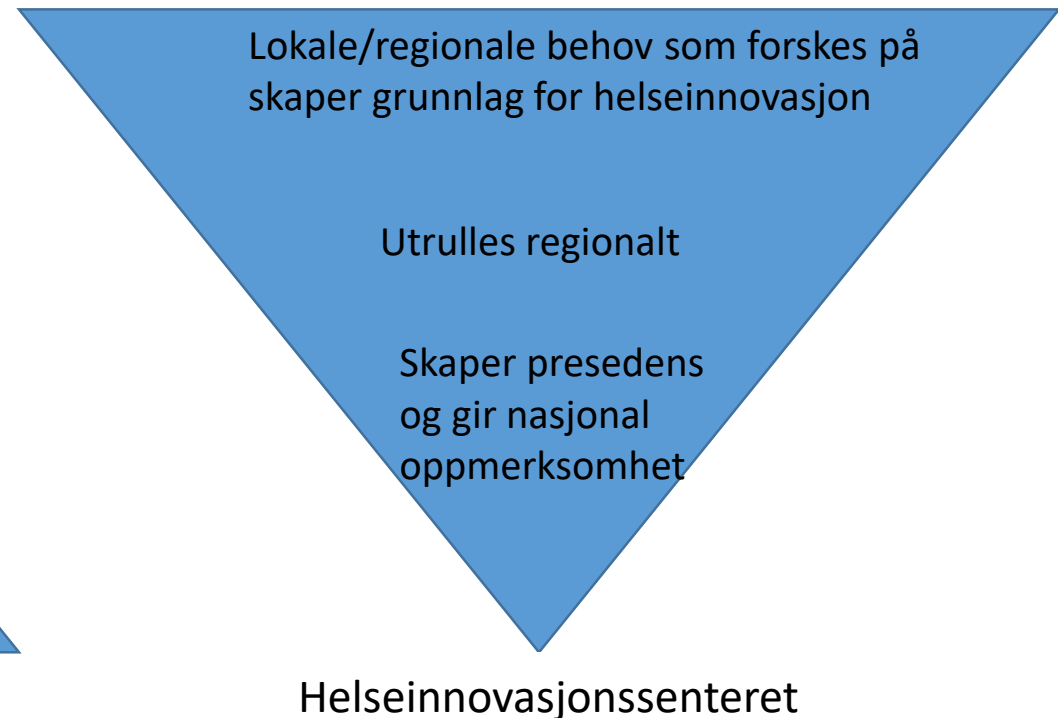 Lokale/regionale behov som forskes på
skaper grunnlag for helseinnovasjon
Utrulles regionalt
Skaper presedens
og gir nasjonal
oppmerksomhet
Helseinnovasjonssenteret